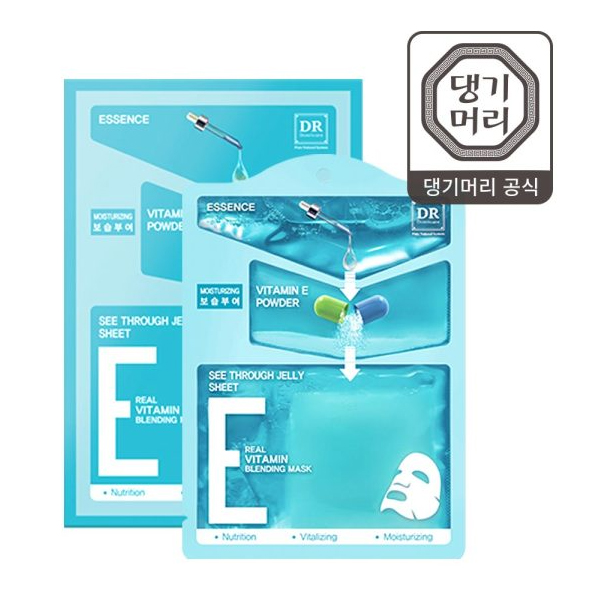 댕기
머리
댕기머리 공식
ESSENCE
DR
MOISTURIZING
보습부여
VITAMIN E
POWDER
SEE THROUGH JELLY
SHEET
E
REAL
VITAMIN
BLENDING
• Nutrition
ESSENCE
DR
MOISTURIZING
보습부여
VITAMIN E
POWDER
SEE THROUGH JELLY
SHEET
E
REAL
VITAMIN
BLENDING MASK
• Nutrition • Vitalizing • Moisturizing